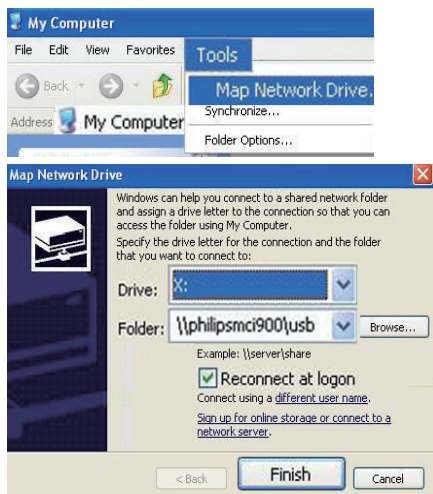 My Computer
File Edit View Favorites Tools
Back
Map Network Drive.
Synchronize...
Address My Computer
Folder Options...
Map Network Drive
Windows can help you connect to a shared network folder
and assign a drive letter to the connection so that you can
access the folder using My Computer.
Specify the drive letter for the connection and the folder
that you want to connect to:
Drive: X:
Folder: \\philipsmci900\usb Browse...
Example: \\server\share
Reconnect at logon
Connect using a different user name.
Sign up for online storage or connect to a
network server.
< Back Finish Cancel